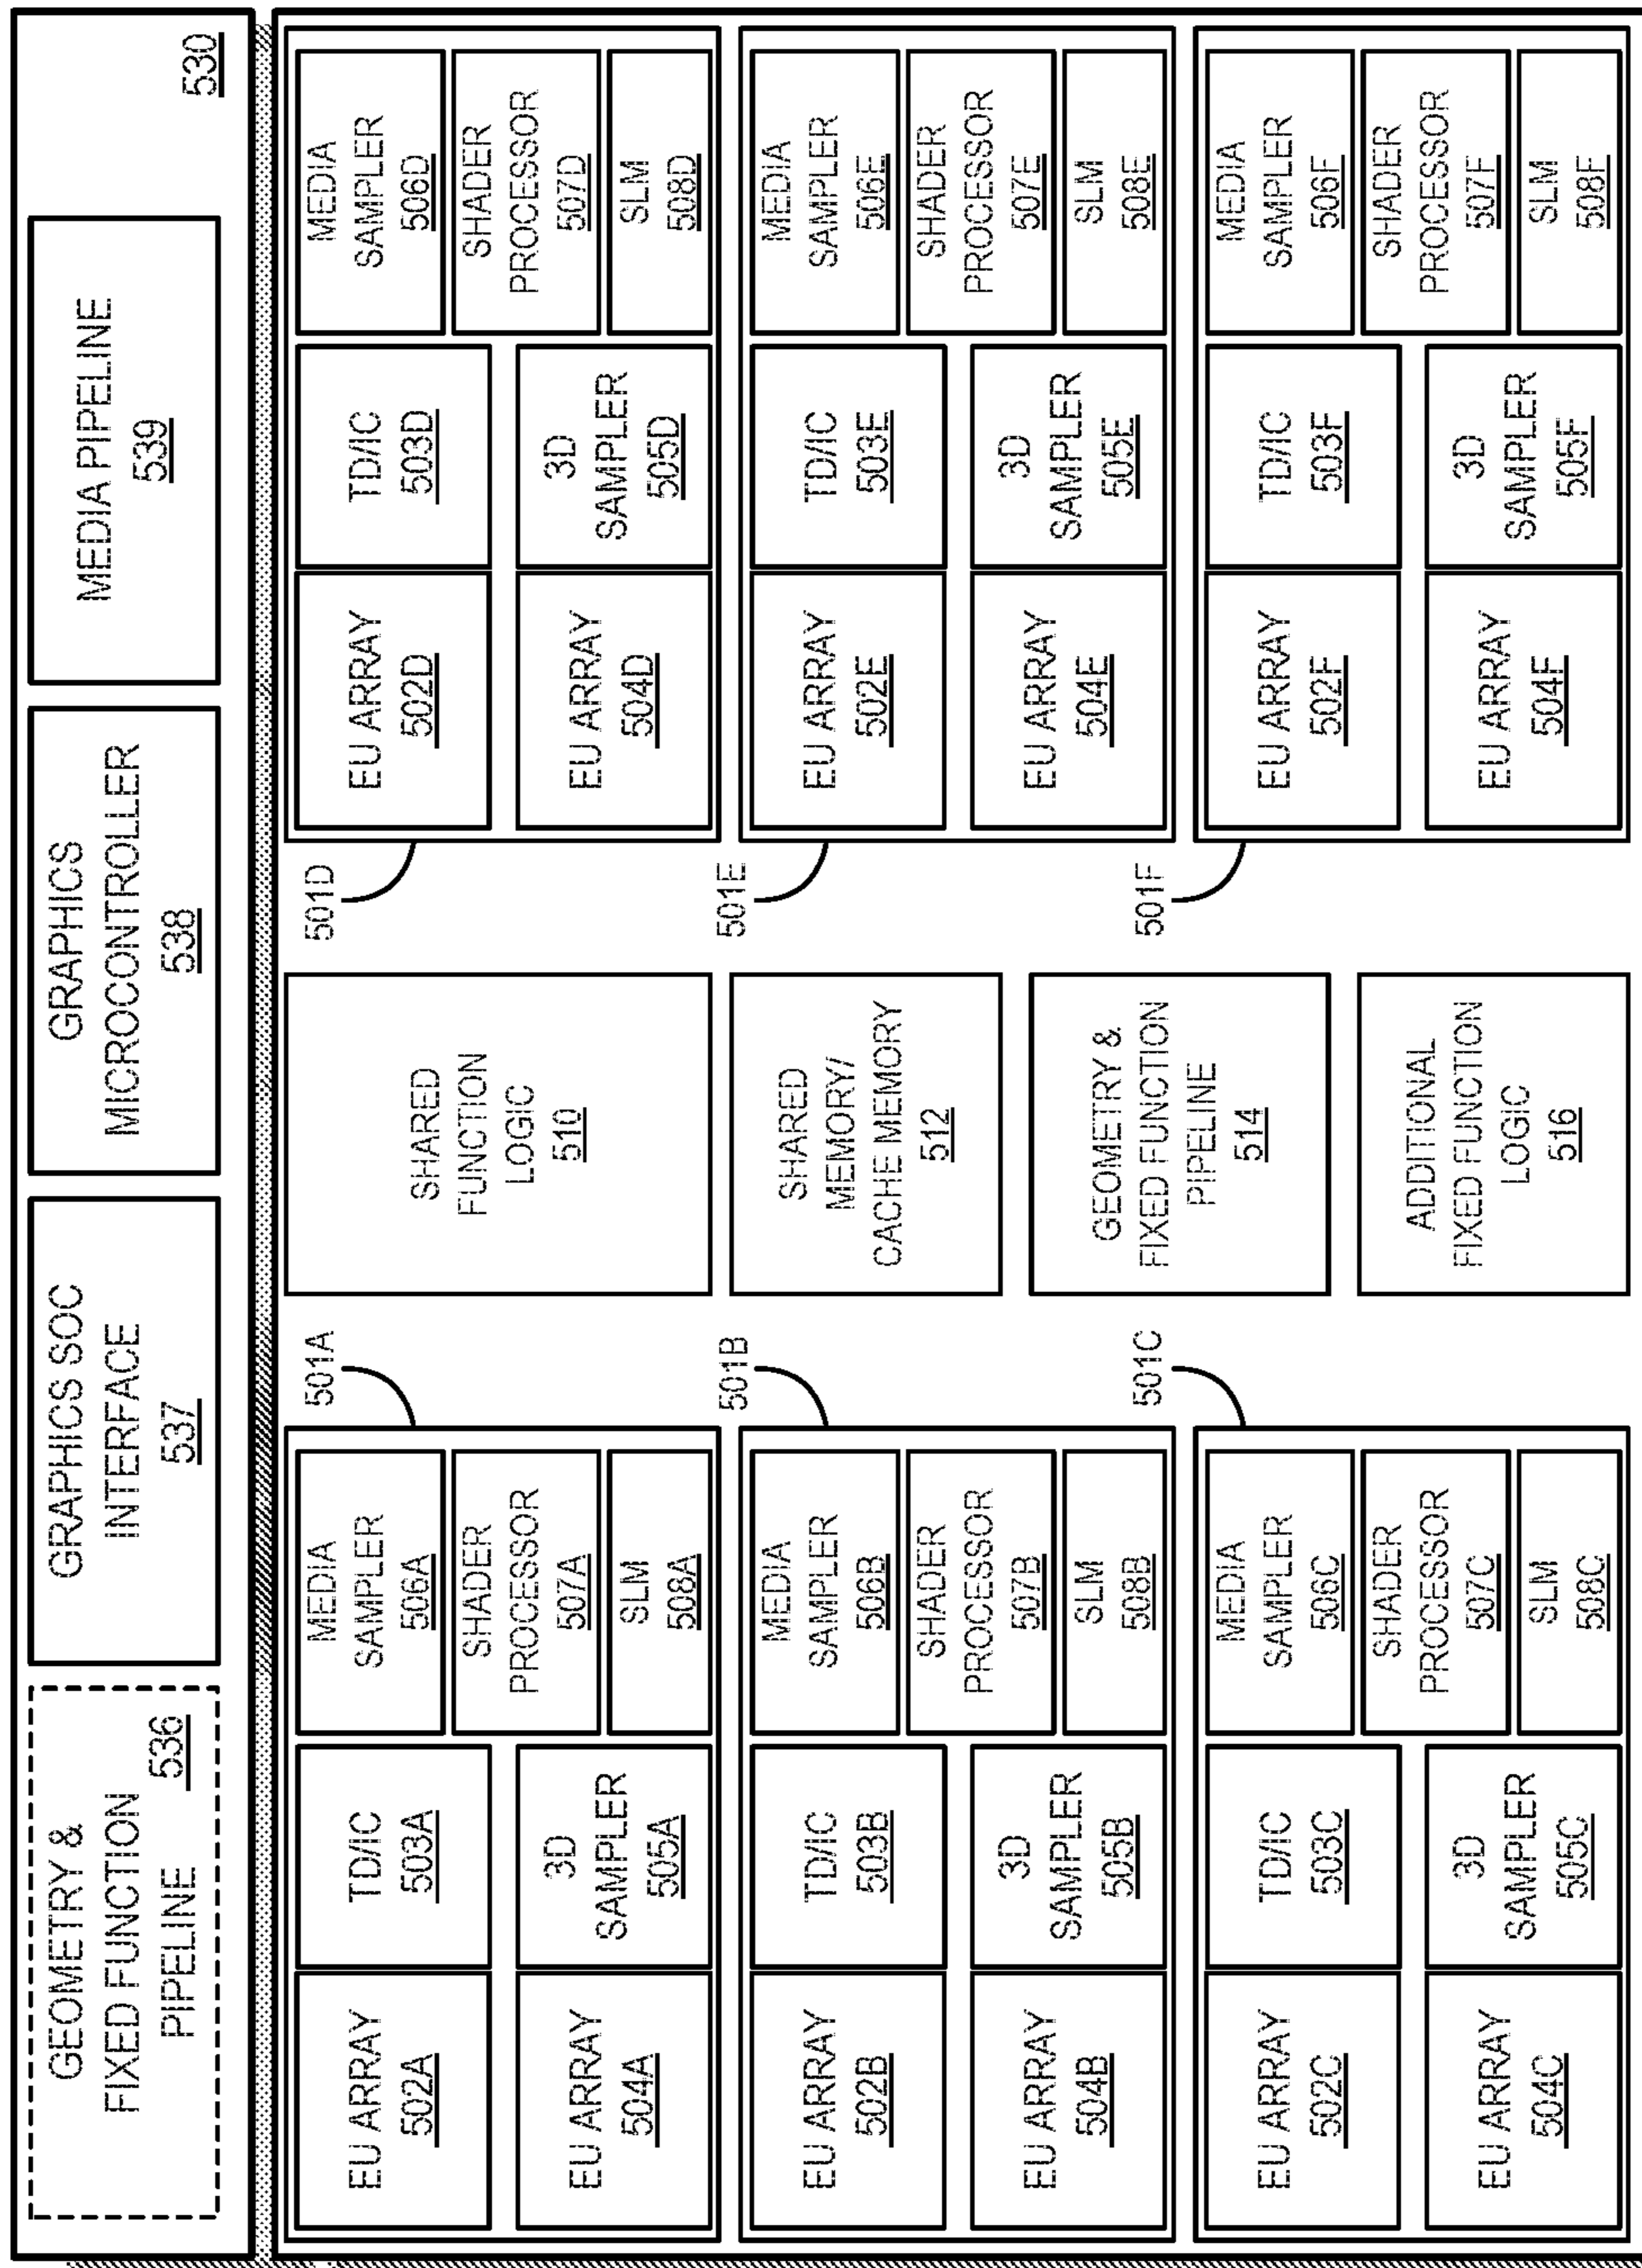 530
GEOMETRY &
FIXED FUNCTION
PIPELINE
536
GRAPHICS SOC
INTERFACE
537
GRAPHICS
MICROCONTROLLER
538
MEDIA PIPELINE
539
501A
EU ARRAY
502A
TD/IC
503A
MEDIA
SAMPLER
506A
SHADER
PROCESSOR
507A
EU ARRAY
504A
3D
SAMPLER
505A
SLM
508A
SHARED
FUNCTION
LOGIC
510
501D
EU ARRAY
502D
TD/IC
503D
MEDIA
SAMPLER
506D
SHADER
PROCESSOR
507D
EU ARRAY
504D
3D
SAMPLER
505D
SLM
508D
501B
EU ARRAY
502B
TD/IC
503B
MEDIA
SAMPLER
506B
SHADER
PROCESSOR
507B
EU ARRAY
504B
3D
SAMPLER
505B
SLM
508B
SHARED
MEMORY/
CACHE MEMORY
512
501E
EU ARRAY
502E
TD/IC
503E
MEDIA
SAMPLER
506E
SHADER
PROCESSOR
507E
EU ARRAY
504E
3D
SAMPLER
505E
SLM
508E
GEOMETRY &
FIXED FUNCTION
PIPELINE
514
501C
EU ARRAY
502C
TD/IC
503C
MEDIA
SAMPLER
506C
SHADER
PROCESSOR
507C
EU ARRAY
504C
3D
SAMPLER
505C
SLM
508C
ADDITIONAL
FIXED FUNCTION
LOGIC
516
501F
EU ARRAY
502F
TD/IC
503F
MEDIA
SAMPLER
506F
SHADER
PROCESSOR
507F
EU ARRAY
504F
3D
SAMPLER
505F
SLM
508F